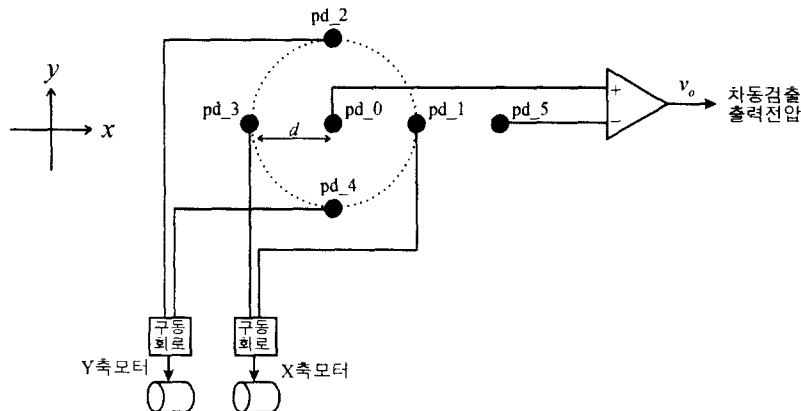 pd_2
y
x
pd_3
pd_0
pd_1
pd_5
d
pd_4
+
−
vo
차동검출
출력전압
구동
회로
구동
회로
Y축모터
X축모터